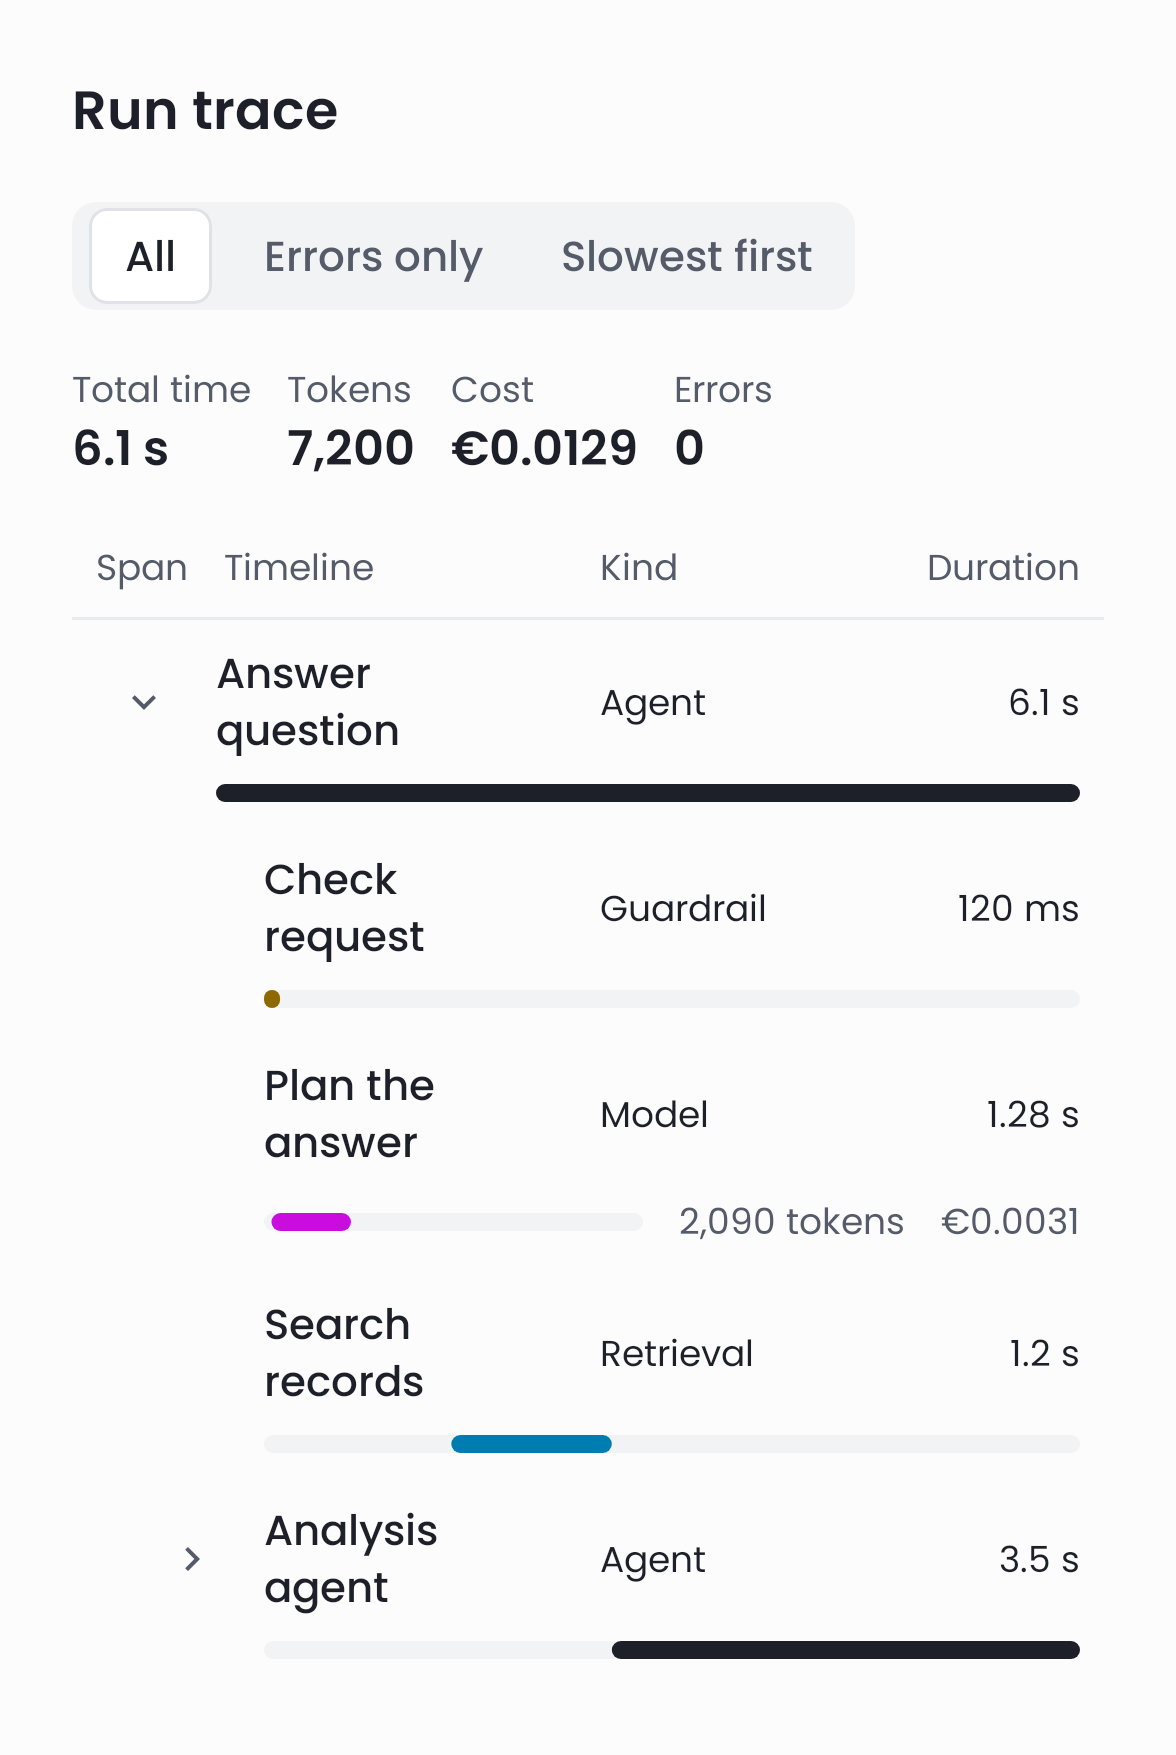 Run trace
All Errors only Slowest first
Total time Tokens Cost Errors
6.1 s 7,200 €0.0129 0
Span Timeline Kind Duration
Answer
question
Agent 6.1 s
Check
request
Guardrail 120 ms
Plan the
answer
Model 1.28 s
2,090 tokens €0.0031
Search
records
Retrieval 1.2 s
Analysis
agent
Agent 3.5 s